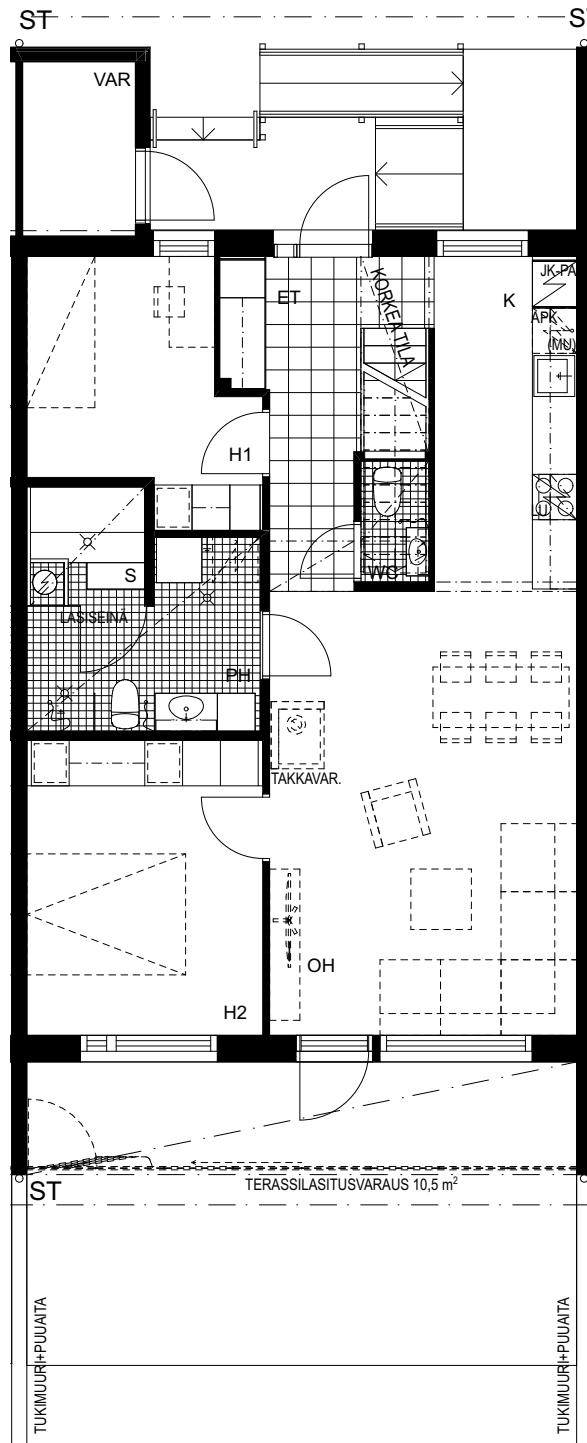 ST
S
VAR
ET
KORKEA TILA
K
JK-PA
APK
(MU)
H1
S
WC
LASISEINÄ
PH
TAKKAVAR.
OH
H2
ST
TERASSILASITUSVARAUS 10,5 m²
TUKIMUURI+PUUAITA
TUKIMUURI+PUUAITA